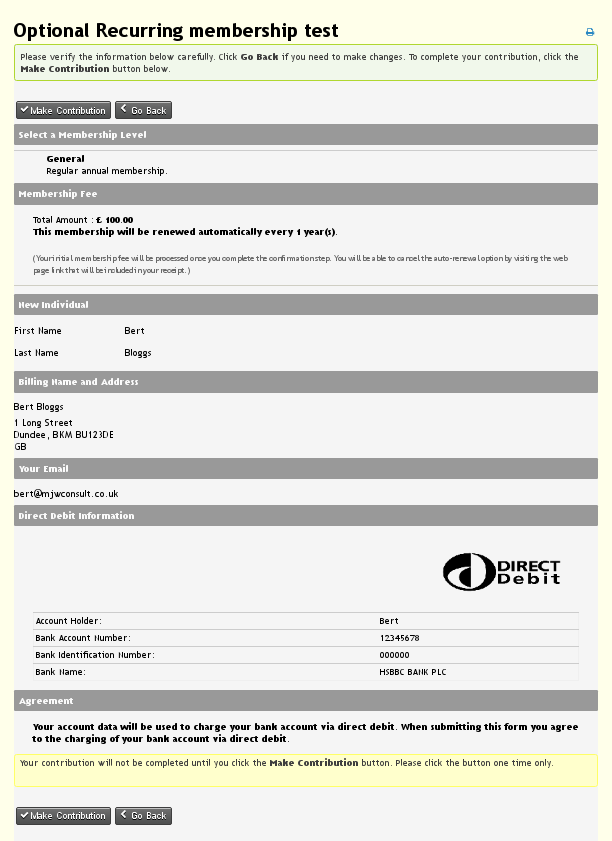 Optional Recurring membership test
Please verify the information below carefully. Click Go Back if you need to make changes. To complete your contribution, click the
Make Contribution button below.
Make Contribution Go Back
Select a Membership Level
General
Regular annual membership.
Membership Fee
Total Amount : £ 100.00
This membership will be renewed automatically every 1 year(s).
(Your initial membership fee will be processed once you complete the confirmation step. You will be able to cancel the auto-renewal option by visiting the web
page link that will be included in your receipt.)
New Individual
First Name Bert
Last Name Bloggs
Billing Name and Address
Bert Bloggs
1 Long Street
Dundee, BKM BU123DE
GB
Your Email
bert@mjwconsult.co.uk
Direct Debit Information
DIRECT
Debit
Account Holder: Bert
Bank Account Number: 12345678
Bank Identification Number: 000000
Bank Name: HSBBC BANK PLC
Agreement
Your account data will be used to charge your bank account via direct debit. When submitting this form you agree
to the charging of your bank account via direct debit.
Your contribution will not be completed until you click the Make Contribution button. Please click the button one time only.
Make Contribution Go Back